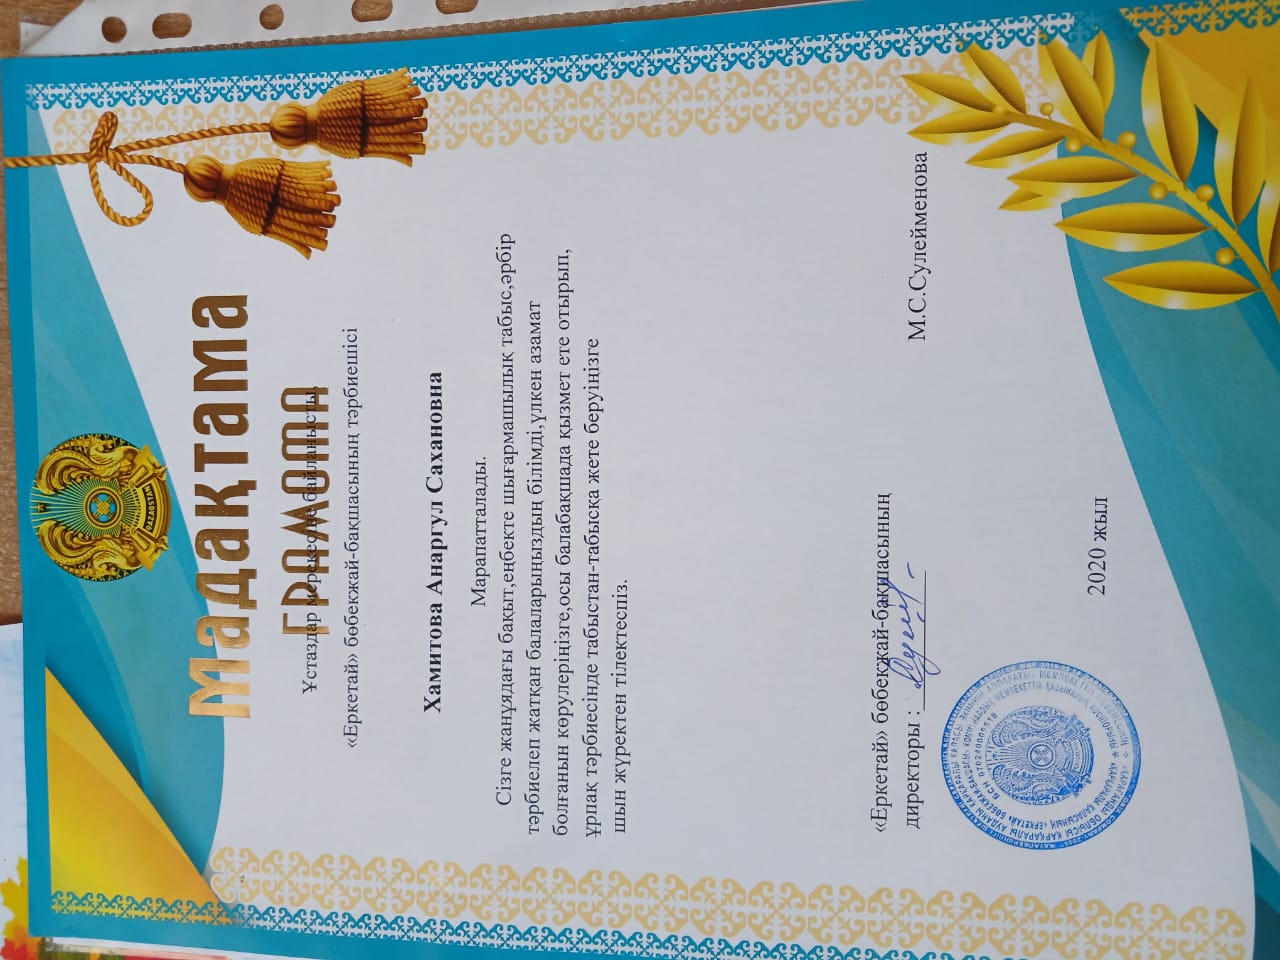 QAZAQSTAN
Мадақтама
ГРАМОТА
Ұстаздар мерекесіне байланысты,
«Еркетай» бөбекжай-бақшасының тәрбиешісі
Хамитова Анаргул Сахановна
Марапатталады.
Сізге жанұядағы бақыт,еңбекте шығармашылық табыс,әрбір
тәрбиелеп жатқан балаларыңыздың білімді,үлкен азамат
болғанын көрулеріңізге,осы балабақшада қызмет ете отырып,
ұрпақ тәрбиесінде табыстан-табысқа жете беруіңізге
шын жүректен тілектеспіз.
«Еркетай» бөбекжай-бақшасының
директоры :
М.С.Сулейменова
2020 жыл